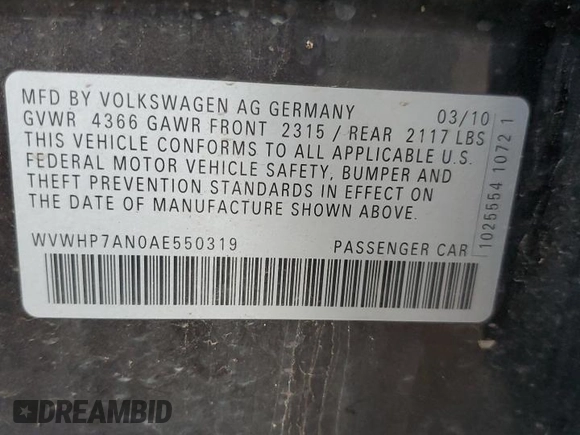 MFD BY VOLKSWAGEN AG GERMANY 03/10
GVWR 4366 GAWR FRONT 2315 / REAR 2117 LBS
THIS VEHICLE CONFORMS TO ALL APPLICABLE U.S.
FEDERAL MOTOR VEHICLE SAFETY, BUMPER AND
THEFT PREVENTION STANDARDS IN EFFECT ON
THE DATE OF MANUFACTURE SHOWN ABOVE.
WVWHP7AN0AE550319 PASSENGER CAR
1025554 1072 1
DREAMBID